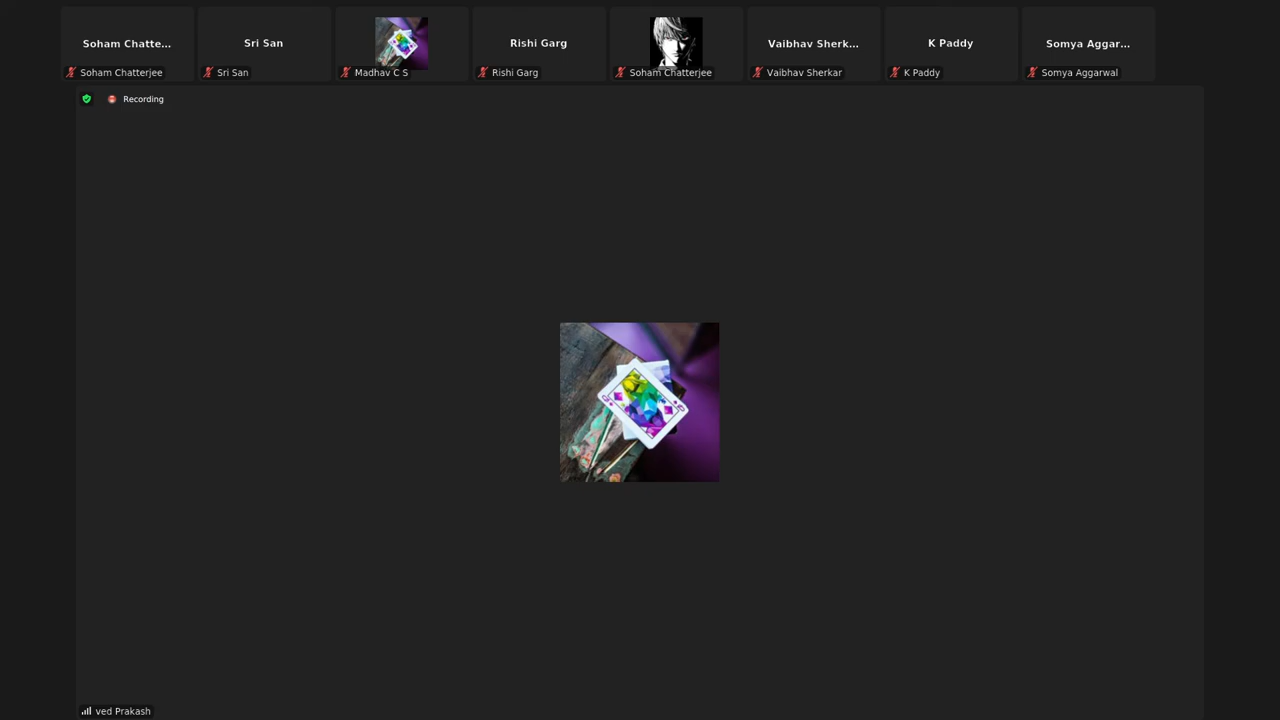 Soham Chatte...
Sri San
Rishi Garg
Vaibhav Sherk...
K Paddy
Somya Aggar...
Soham Chatterjee
Sri San
Madhav C S
Rishi Garg
Soham Chatterjee
Vaibhav Sherkar
K Paddy
Somya Aggarwal
Recording
ved Prakash